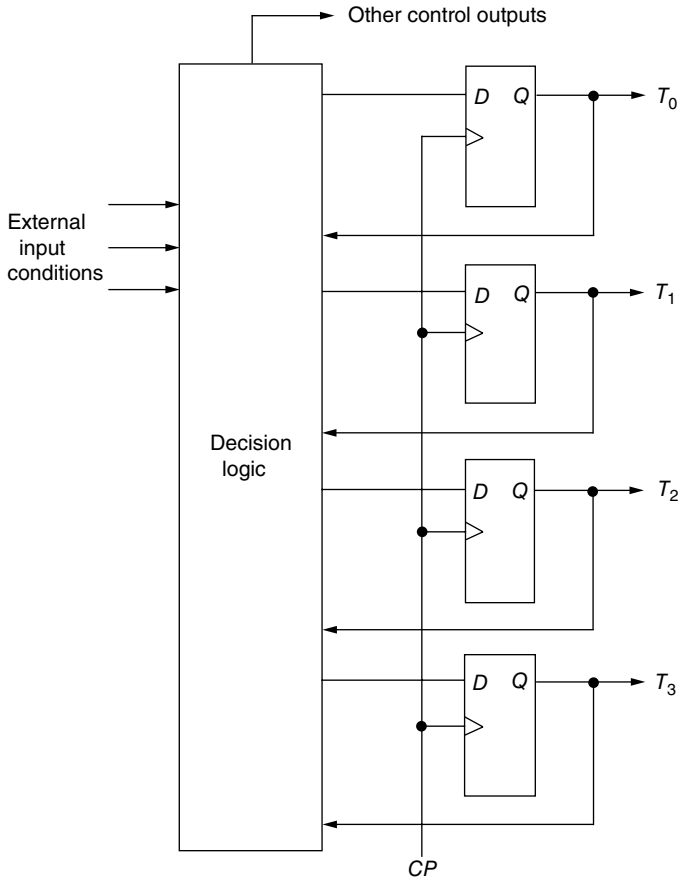 Other control outputs
D Q
T0
External
input
conditions
D Q
T1
Decision
logic
D Q
T2
D Q
T3
CP